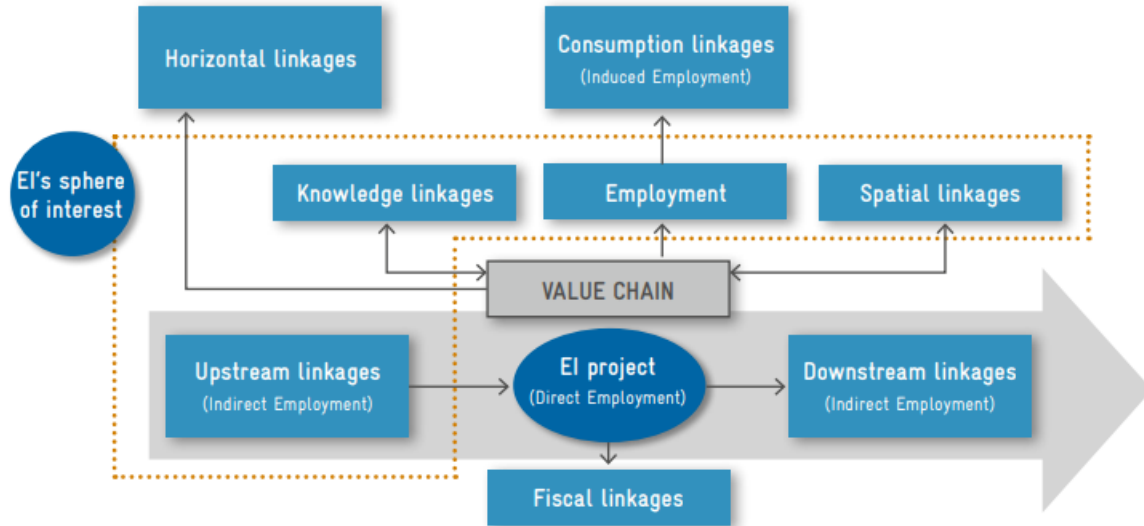 Horizontal linkages
Consumption linkages
(Induced Employment)
EI's sphere
of interest
Knowledge linkages
Employment
Spatial linkages
VALUE CHAIN
Upstream linkages
(Indirect Employment)
EI project
(Direct Employment)
Downstream linkages
(Indirect Employment)
Fiscal linkages